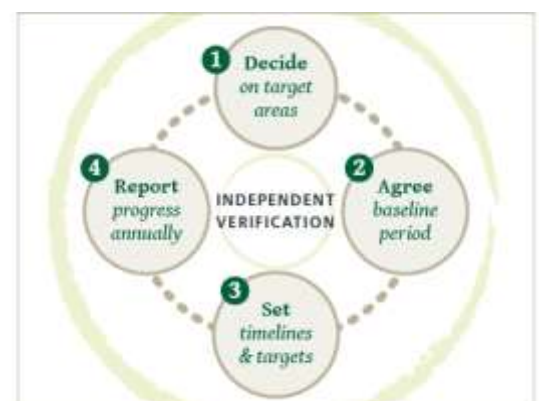 1
Decide
on target
areas
2
Agree
baseline
period
3
Set
timelines
& targets
4
Report
progress
annually
INDEPENDENT
VERIFICATION